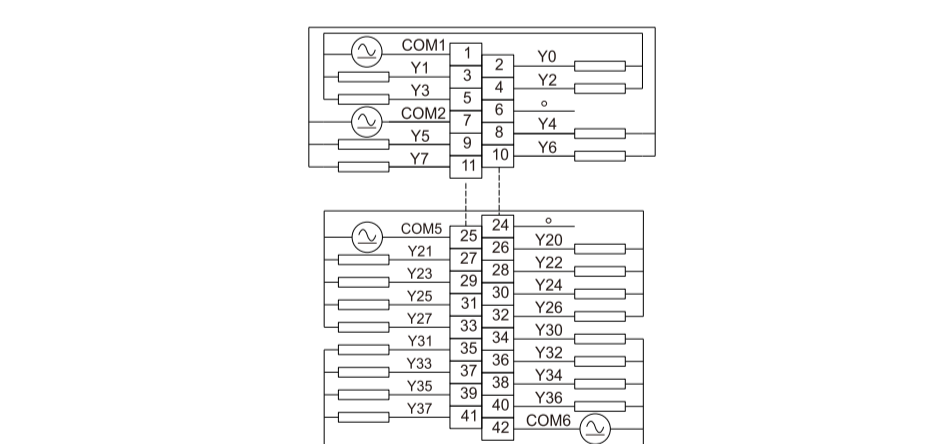 COM1 1
2 Y0
Y1 3
4 Y2
Y3 5
6
COM2 7
8 Y4
Y5 9
10 Y6
Y7 11
24
COM5 25
26 Y20
Y21 27
28 Y22
Y23 29
30 Y24
Y25 31
32 Y26
Y27 33
34 Y30
Y31 35
36 Y32
Y33 37
38 Y34
Y35 39
40 Y36
Y37 41
42 COM6